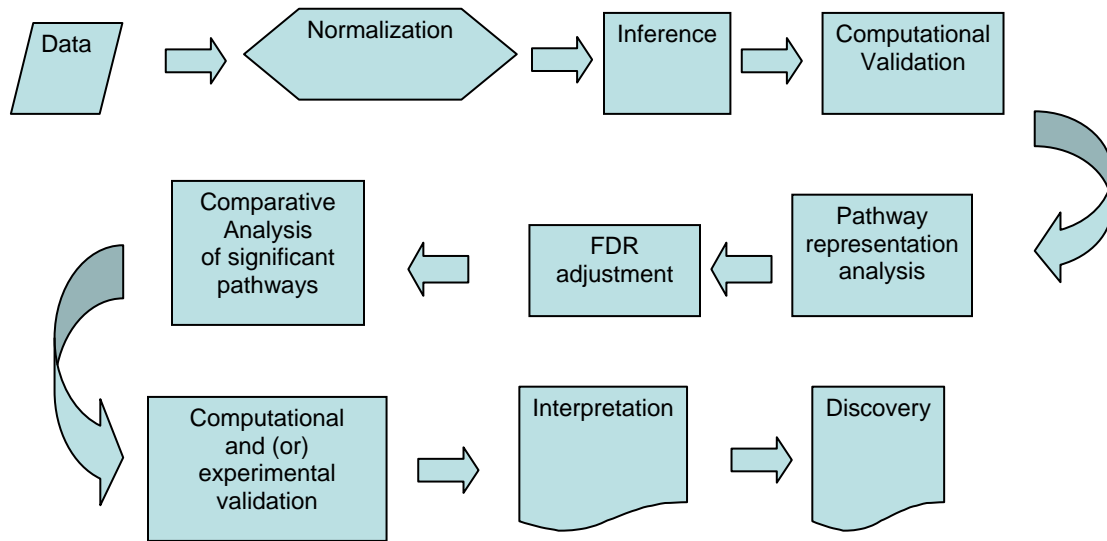 Data
Normalization
Inference
Computational
Validation
Pathway
representation
analysis
FDR
adjustment
Comparative
Analysis
of significant
pathways
Computational
and (or)
experimental
validation
Interpretation
Discovery